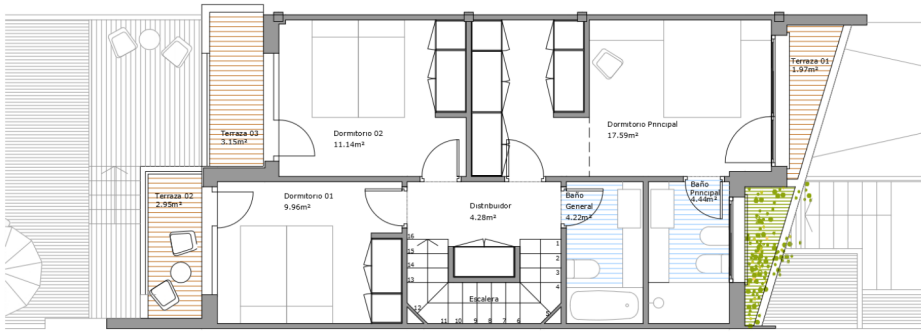 Terraza 01
1.97m²
Terraza 03
3.15m²
Dormitorio 02
11.14m²
Dormitorio Principal
17.59m²
Terraza 02
2.95m²
Dormitorio 01
9.96m²
Distribuidor
4.28m²
Baño
General
4.22m²
Baño
Principal
4.44m²
16
15
14
13
12
11
10
9
8
7
6
5
4
3
2
1
Escalera